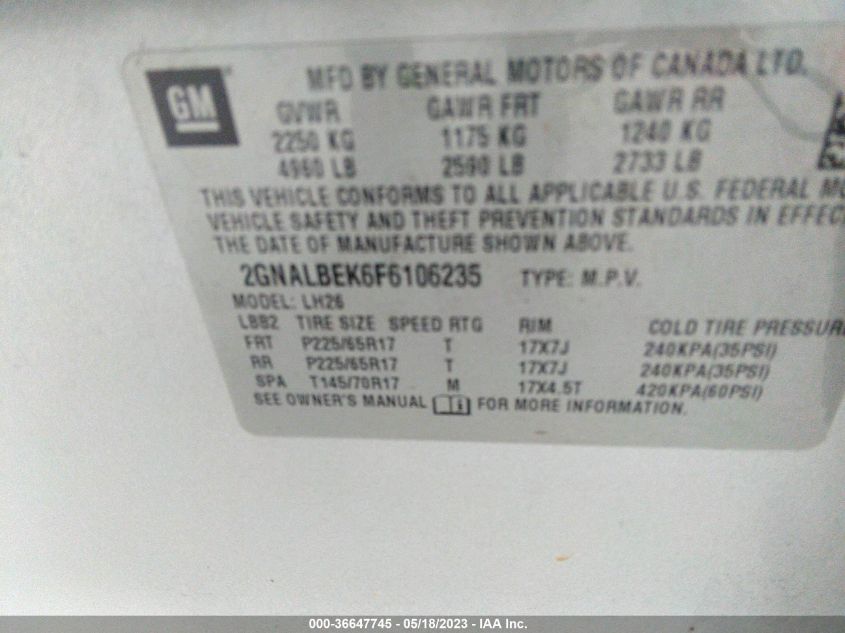 GM
MFD BY GENERAL MOTORS OF CANADA LTD.
GVWR GAWR FRT GAWR RR
2250 KG 1175 KG 1240 KG
4960 LB 2590 LB 2733 LB
THIS VEHICLE CONFORMS TO ALL APPLICABLE U.S. FEDERAL MO
VEHICLE SAFETY AND THEFT PREVENTION STANDARDS IN EFFEC
THE DATE OF MANUFACTURE SHOWN ABOVE.
2GNALBEK6F6106235 TYPE: M.P.V.
MODEL: LH26
LBB2 TIRE SIZE SPEED RTG RIM COLD TIRE PRESSUR
FRT P225/65R17 T 17X7J 240KPA(35PSI)
RR P225/65R17 T 17X7J 240KPA(35PSI)
SPA T145/70R17 M 17X4.5T 420KPA(60PSI)
SEE OWNER'S MANUAL FOR MORE INFORMATION.
000-36647745 - 05/18/2023 - IAA Inc.